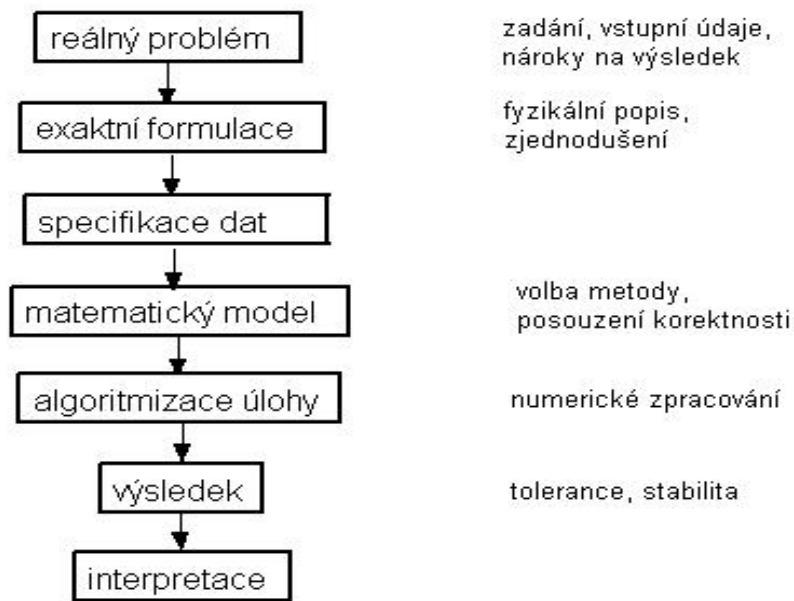 reálný problém
zadání, vstupní údaje,
nároky na výsledek
exaktní formulace
fyzikální popis,
zjednodušení
specifikace dat
matematický model
volba metody,
posouzení korektnosti
algoritmizace úlohy
numerické zpracování
výsledek
tolerance, stabilita
interpretace